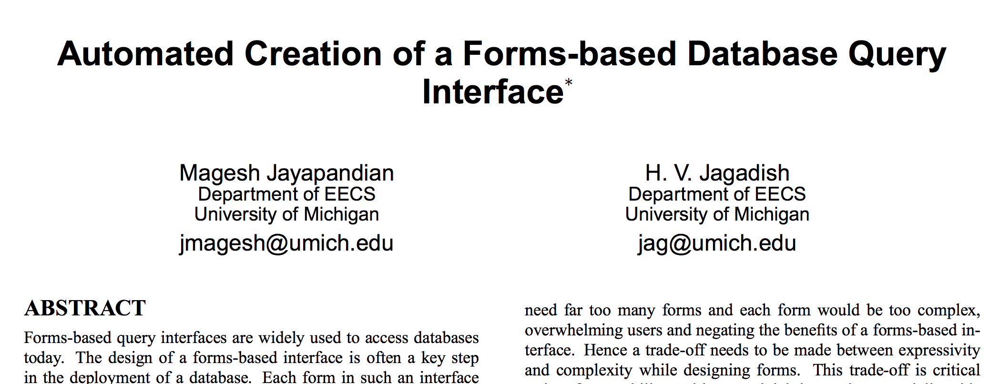 Automated Creation of a Forms-based Database Query
Interface*
Magesh Jayapandian
Department of EECS
University of Michigan
jmagesh@umich.edu
H. V. Jagadish
Department of EECS
University of Michigan
jag@umich.edu
ABSTRACT
Forms-based query interfaces are widely used to access databases
today. The design of a forms-based interface is often a key step
in the deployment of a database. Each form in such an interface
need far too many forms and each form would be too complex,
overwhelming users and negating the benefits of a forms-based in-
terface. Hence a trade-off needs to be made between expressivity
and complexity while designing forms. This trade-off is critical